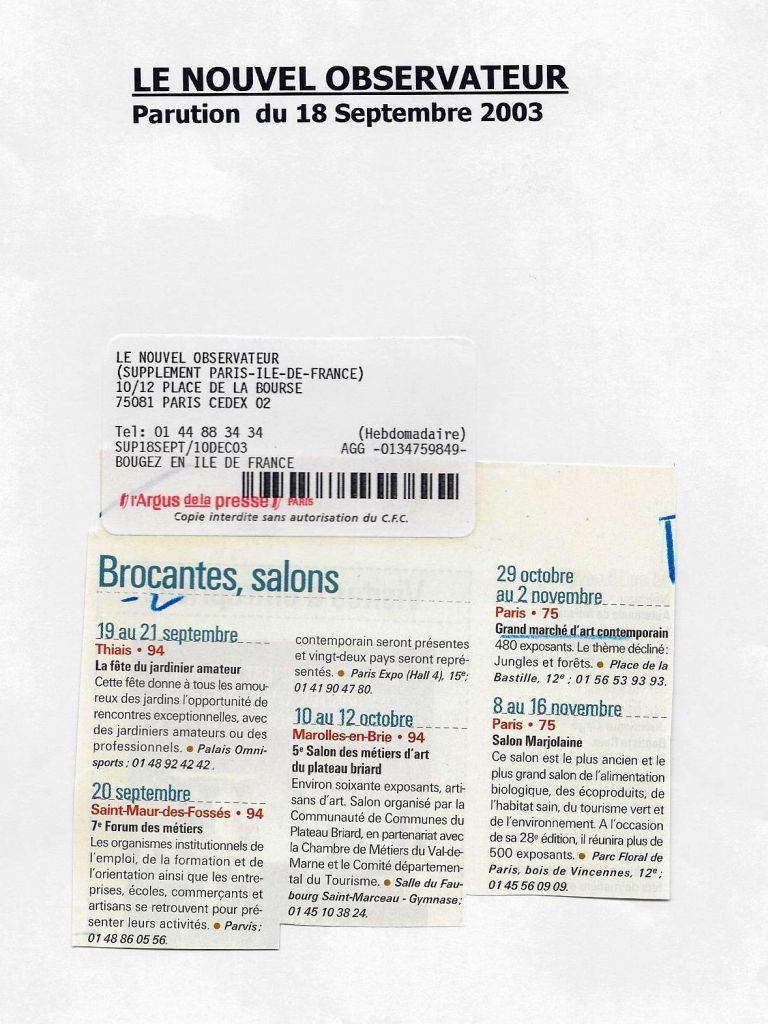 LE NOUVEL OBSERVATEUR
Parution du 18 Septembre 2003
LE NOUVEL OBSERVATEUR
(SUPPLEMENT PARIS-ILE-DE-FRANCE)
10/12 PLACE DE LA BOURSE
75081 PARIS CEDEX 02
Tel: 01 44 88 34 34 (Hebdomadaire)
SUP18SEPT/10DEC03 AGG -0134759849-
BOUGEZ EN ILE DE FRANCE
l'Argus de la presse PARIS
Copie interdite sans autorisation du C.F.C.
Brocantes, salons
19 au 21 septembre
Thiais • 94
La fête du jardinier amateur
Cette fête donne à tous les amou-
reux des jardins l'opportunité de
rencontres exceptionnelles, avec
des jardiniers amateurs ou des
professionnels. ● Palais Omni-
sports ; 01 48 92 42 42.
20 septembre
Saint-Maur-des-Fossés • 94
7e Forum des métiers
Les organismes institutionnels de
l'emploi, de la formation et de
l'orientation ainsi que les entre-
prises, écoles, commerçants et
artisans se retrouvent pour pré-
senter leurs activités. ● Parvis;
01 48 86 05 56.
contemporain seront présentes
et vingt-deux pays seront repré-
sentés. ● Paris Expo (Hall 4), 15e;
01 41 90 47 80.
10 au 12 octobre
Marolles-en-Brie • 94
5e Salon des métiers d'art
du plateau briard
Environ soixante exposants, arti-
sans d'art. Salon organisé par la
Communauté de Communes du
Plateau Briard, en partenariat avec
la Chambre de Métiers du Val-de-
Marne et le Comité départemen-
tal du Tourisme. ● Salle du Fau-
bourg Saint-Marceau - Gymnase;
01 45 10 38 24.
29 octobre
au 2 novembre
Paris • 75
Grand marché d'art contemporain
480 exposants. Le thème décliné:
Jungles et forêts. ● Place de la
Bastille, 12e ; 01 56 53 93 93.
8 au 16 novembre
Paris • 75
Salon Marjolaine
Ce salon est le plus ancien et le
plus grand salon de l'alimentation
biologique, des écoproduits, de
l'habitat sain, du tourisme vert et
de l'environnement. A l'occasion
de sa 28e édition, il réunira plus de
500 exposants. ● Parc Floral de
Paris, bois de Vincennes, 12e;
01 45 56 09 09.